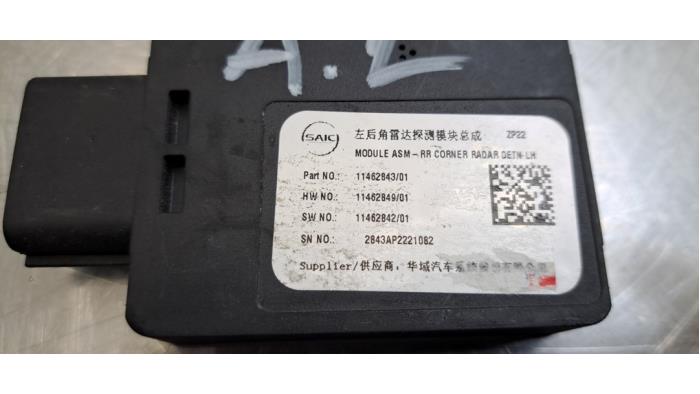 A.L
SAIC
左后角雷达探测模块总成 ZP22
MODULE ASM-RR CORNER RADAR DETN-LH
Part NO.: 11462843/01
HW NO.: 11462849/01
SW NO.: 11462842/01
SN NO.: 2843AP2221082
Supplier/供应商: 华域汽车系统